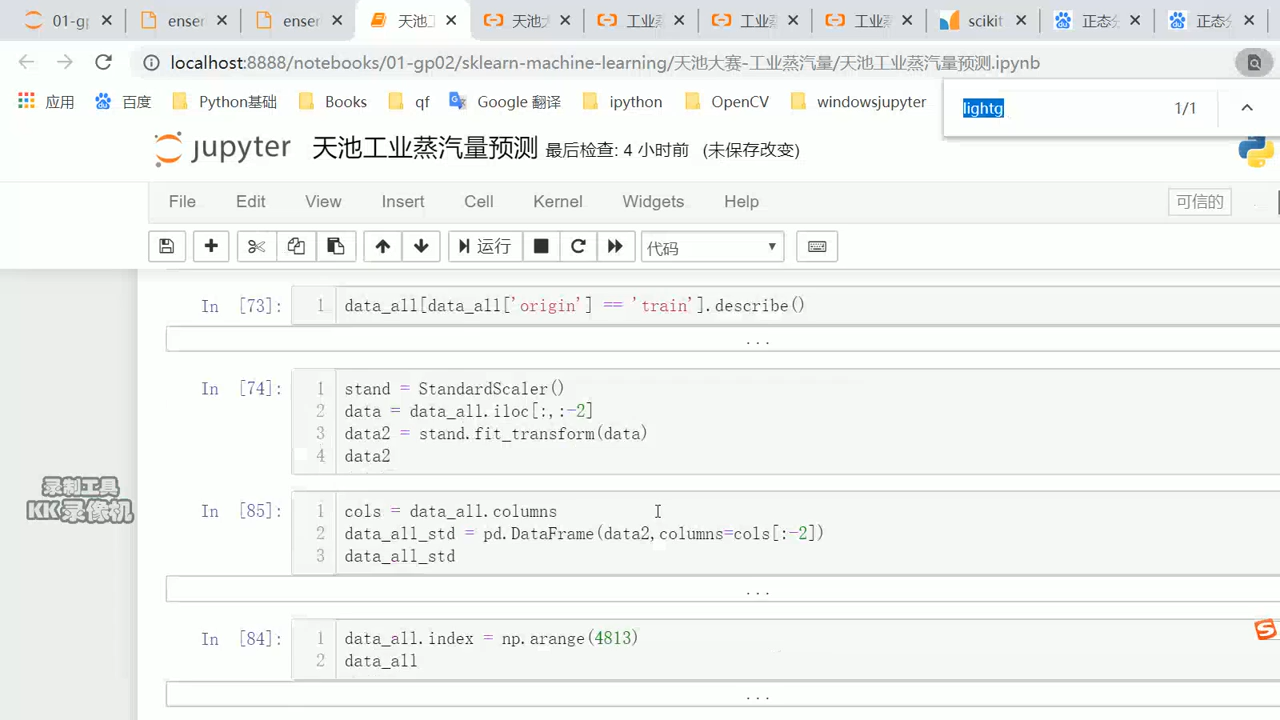 01-gp
enser
enser
天池工
天池大
工业蒸
工业蒸
工业蒸
scikit
正态分
正态分
localhost:8888/notebooks/01-gp02/sklearn-machine-learning/天池大赛-工业蒸汽量/天池工业蒸汽量预测.ipynb
应用 百度 Python基础 Books qf Google 翻译 ipython OpenCV windowsjupyter
lightg 1/1
jupyter 天池工业蒸汽量预测 最后检查: 4 小时前 (未保存改变)
File Edit View Insert Cell Kernel Widgets Help 可信的
运行 代码
In [73]: 1 data_all[data_all['origin'] == 'train'].describe()
...
In [74]: 1 stand = StandardScaler()
2 data = data_all.iloc[:,:-2]
3 data2 = stand.fit_transform(data)
4 data2
录制工具
KK 录像机
In [85]: 1 cols = data_all.columns
2 data_all_std = pd.DataFrame(data2,columns=cols[:-2])
3 data_all_std
...
In [84]: 1 data_all.index = np.arange(4813)
2 data_all
...